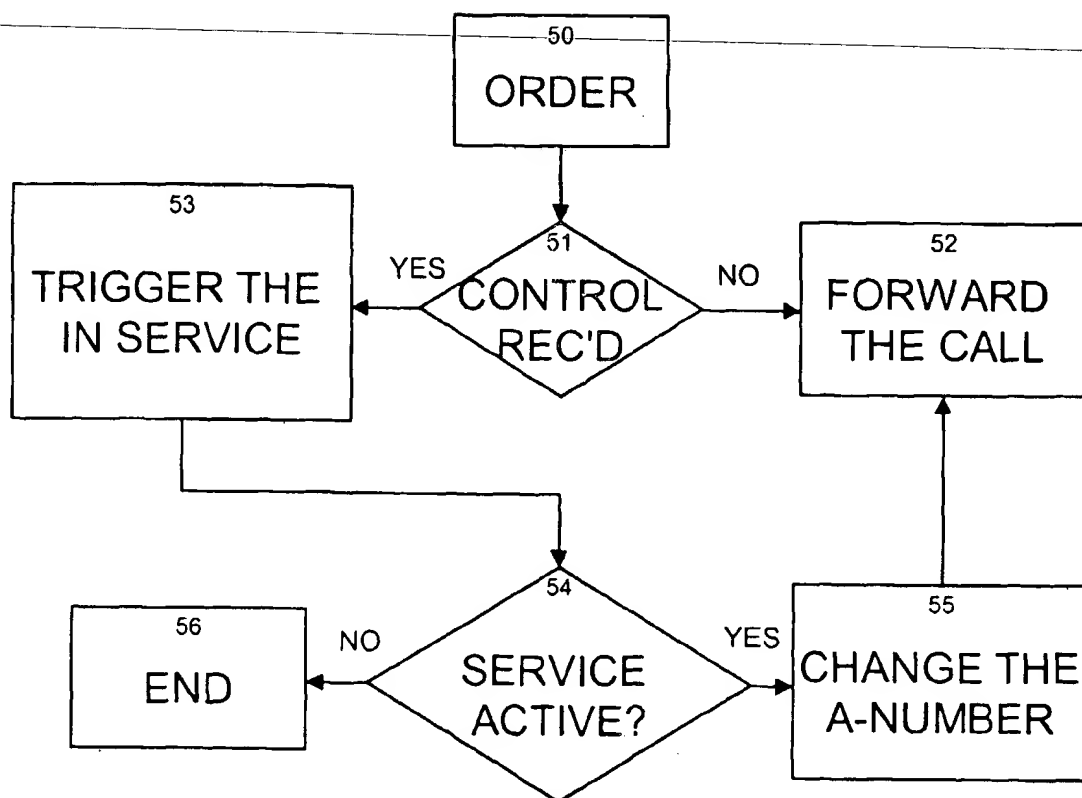 50
ORDER
53
TRIGGER THE
IN SERVICE
YES
51
CONTROL
REC'D
NO
52
FORWARD
THE CALL
56
END
NO
54
SERVICE
ACTIVE?
YES
55
CHANGE THE
A-NUMBER